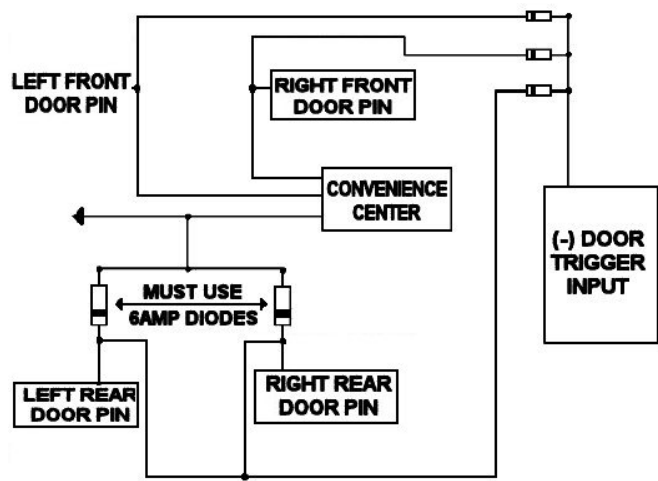 LEFT FRONT
DOOR PIN
RIGHT FRONT
DOOR PIN
CONVENIENCE
CENTER
(-) DOOR
TRIGGER
INPUT
MUST USE
6AMP DIODES
LEFT REAR
DOOR PIN
RIGHT REAR
DOOR PIN